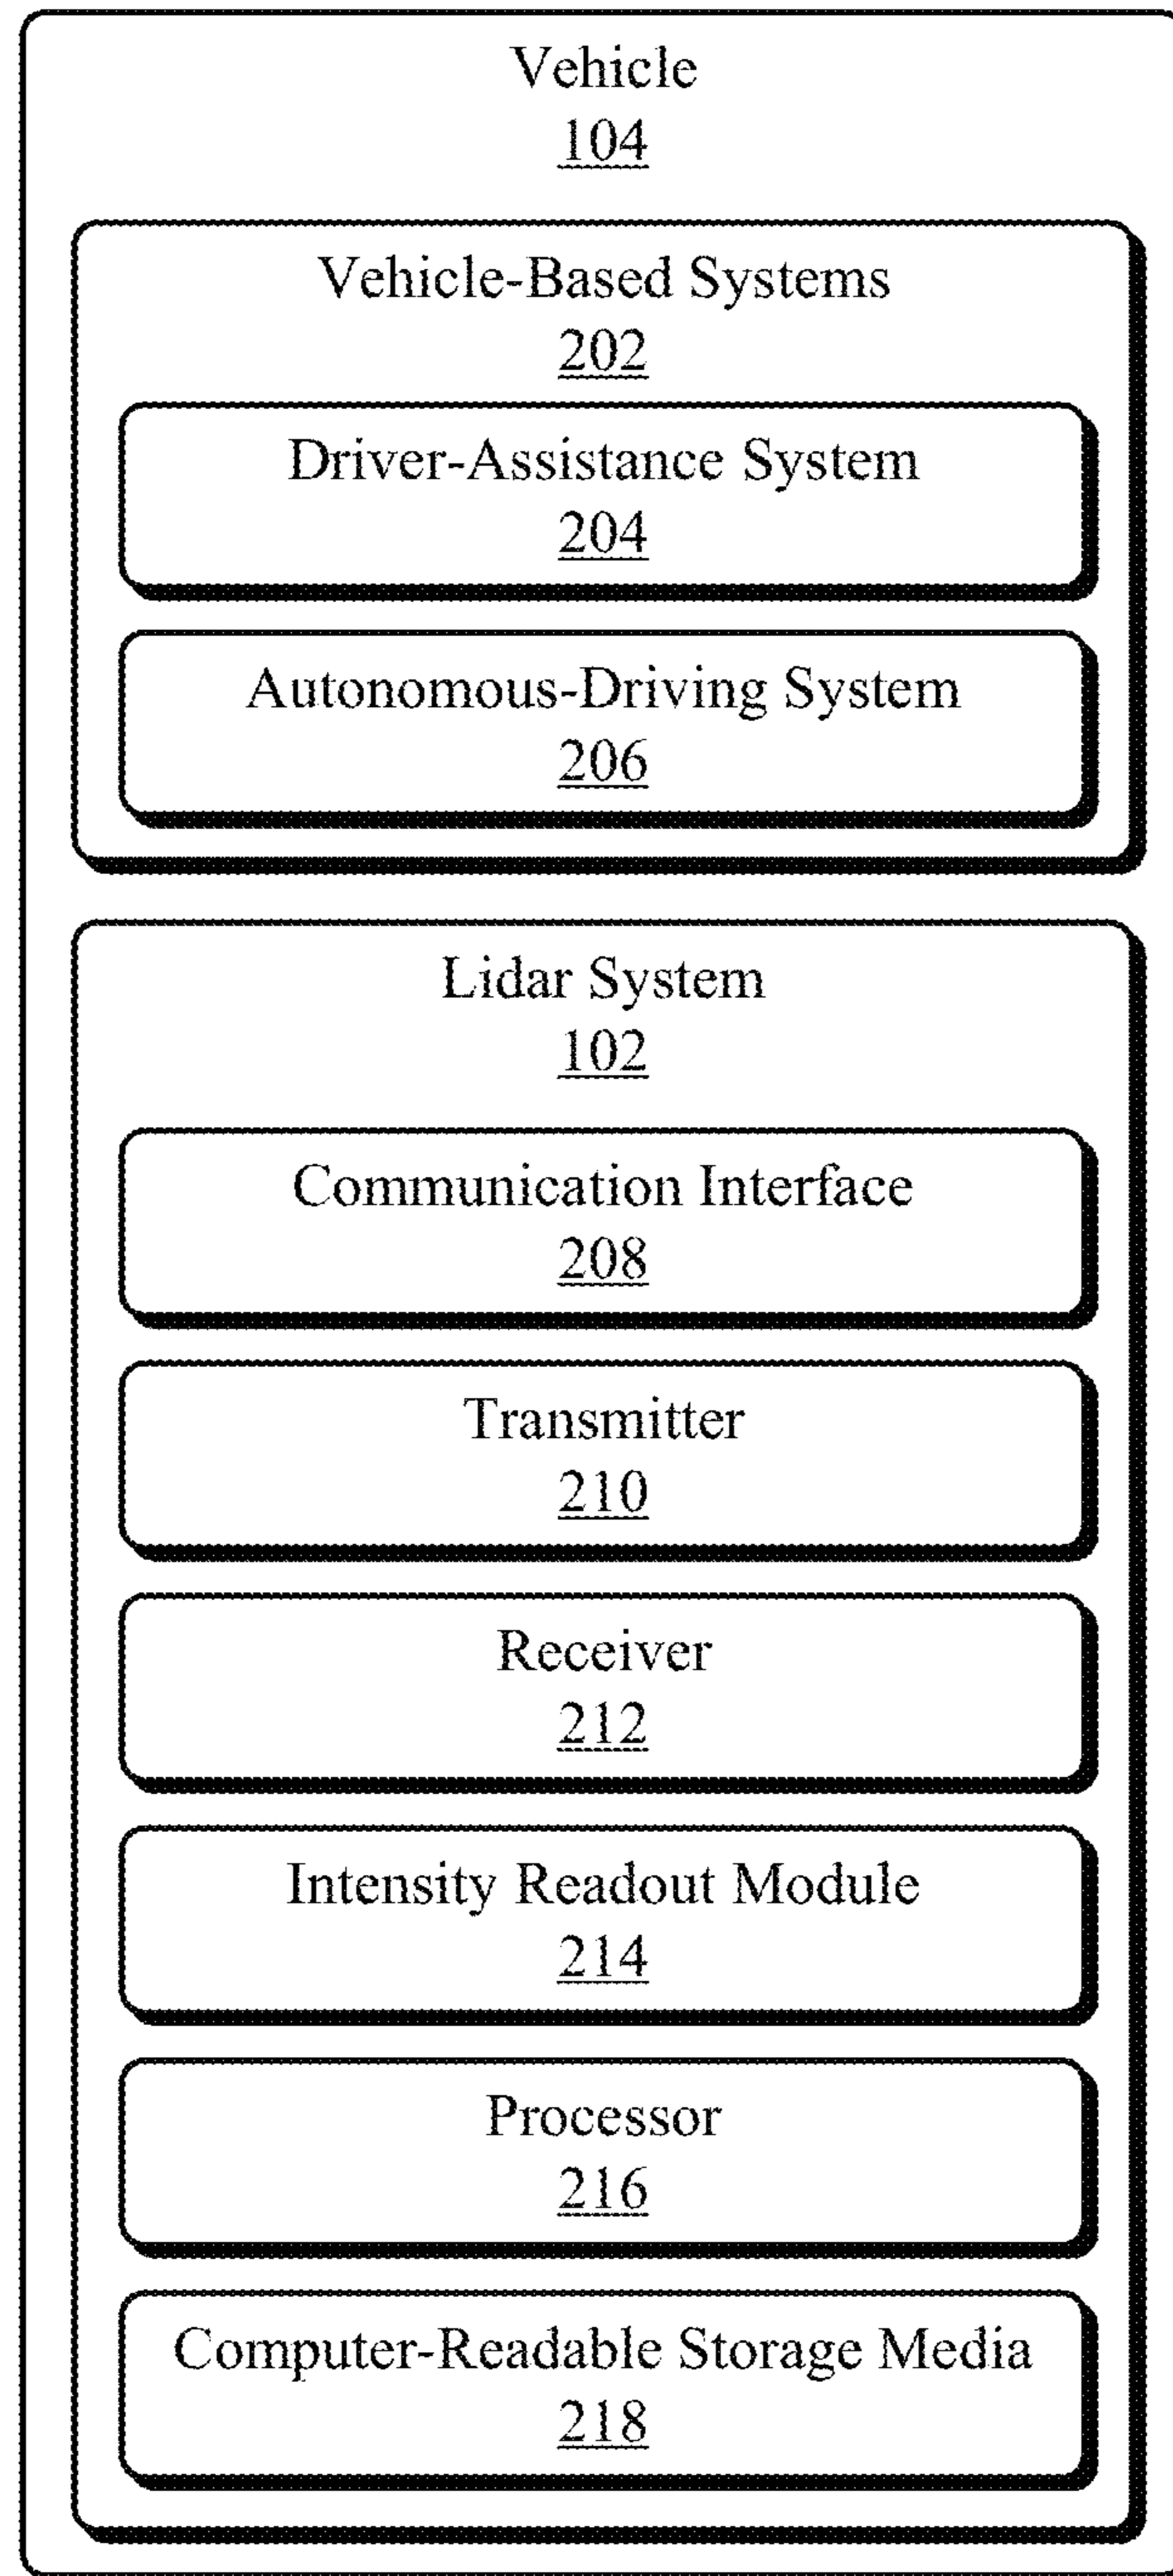 Vehicle
104
Vehicle-Based Systems
202
Driver-Assistance System
204
Autonomous-Driving System
206
Lidar System
102
Communication Interface
208
Transmitter
210
Receiver
212
Intensity Readout Module
214
Processor
216
Computer-Readable Storage Media
218